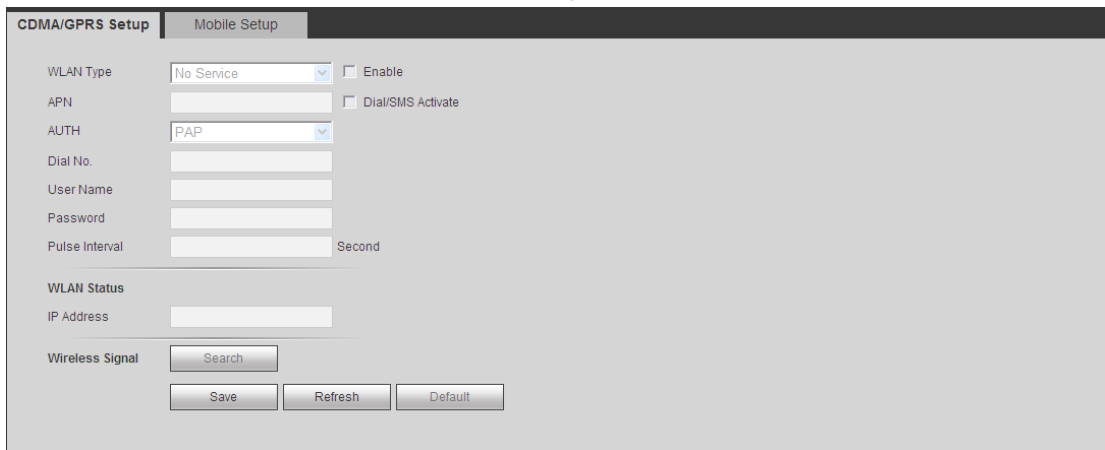 CDMA/GPRS Setup Mobile Setup
WLAN Type No Service Enable
APN Dial/SMS Activate
AUTH PAP
Dial No.
User Name
Password
Pulse Interval Second
WLAN Status
IP Address
Wireless Signal Search
Save Refresh Default